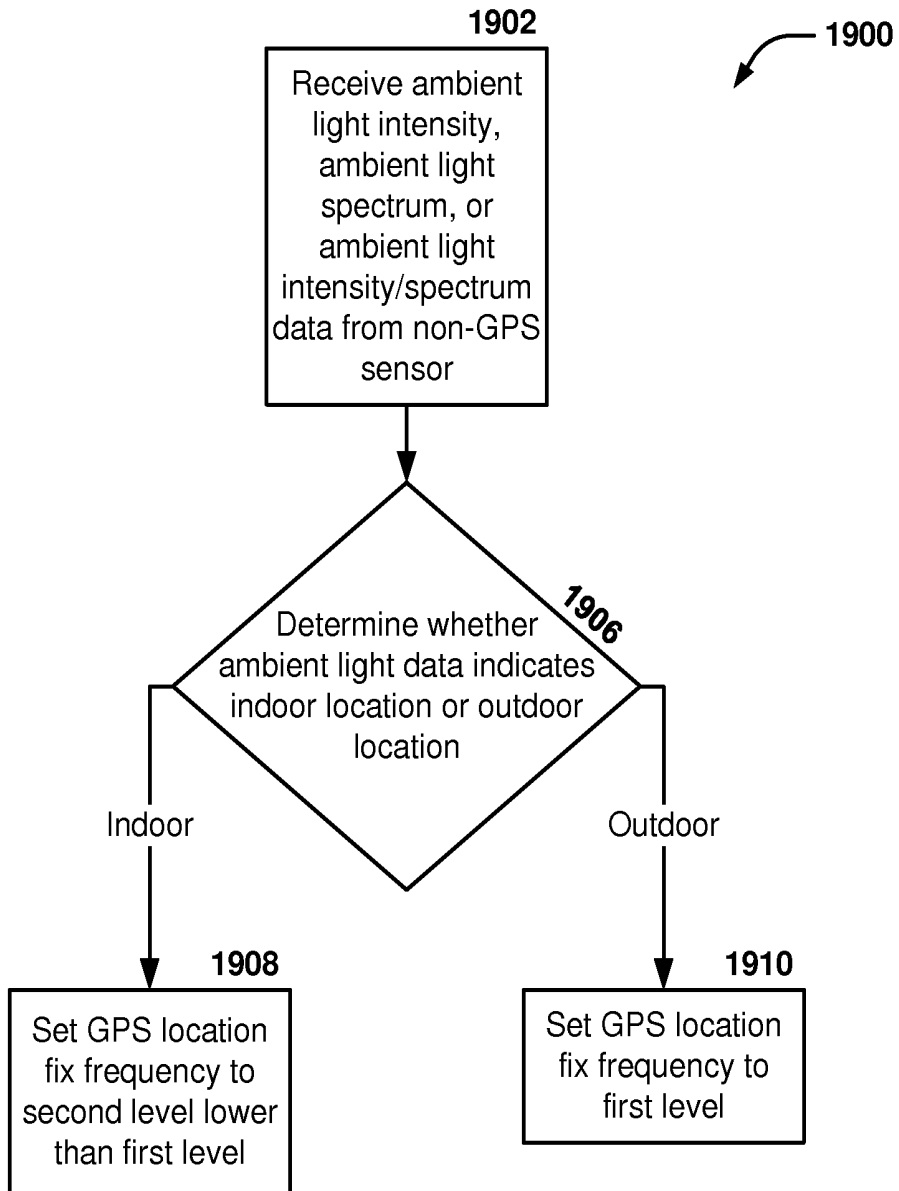 1902
1900
Receive ambient
light intensity,
ambient light
spectrum, or
ambient light
intensity/spectrum
data from non-GPS
sensor
1906
Determine whether
ambient light data indicates
indoor location or outdoor
location
Indoor
Outdoor
1908
Set GPS location
fix frequency to
second level lower
than first level
1910
Set GPS location
fix frequency to
first level